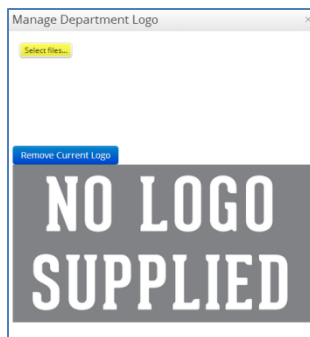 Manage Department Logo ×
Select files...
Remove Current Logo
NO LOGO
SUPPLIED